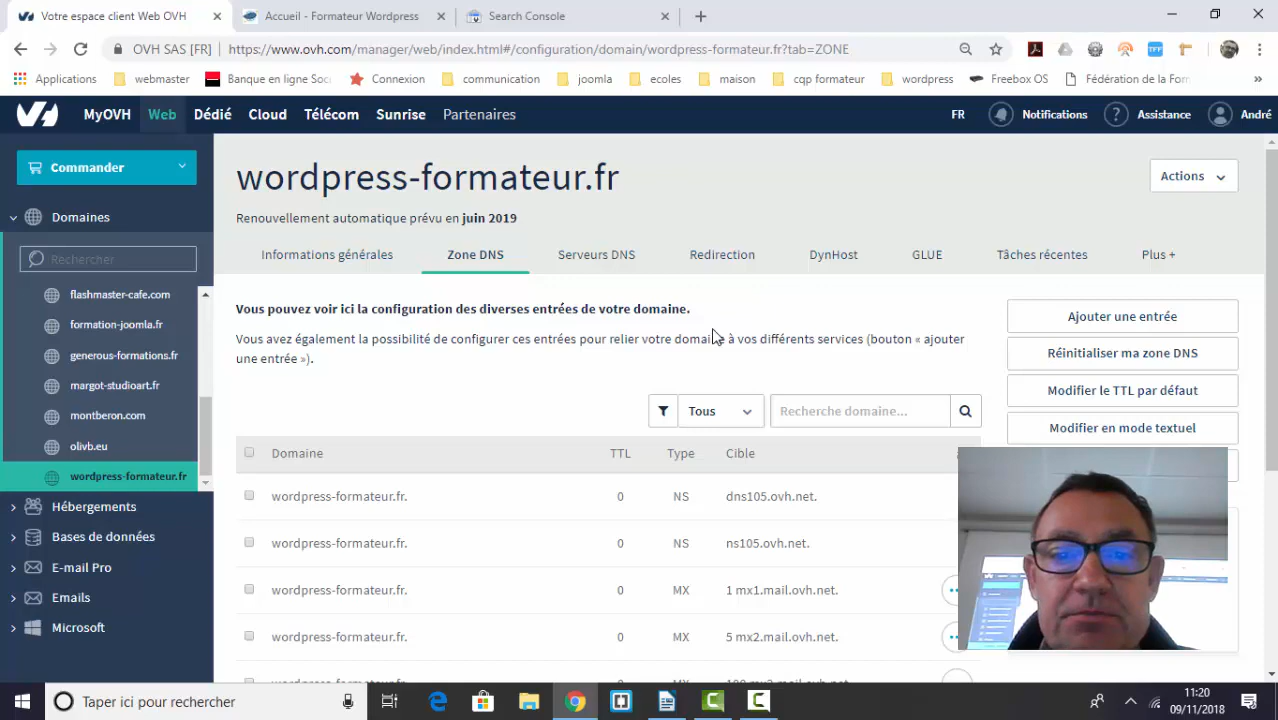 Votre espace client Web OVH
Accueil - Formateur Wordpress
Search Console
OVH SAS [FR] https://www.ovh.com/manager/web/index.html#/configuration/domain/wordpress-formateur.fr?tab=ZONE
Applications webmaster Banque en ligne Soci Connexion communication joomla ecoles maison cqp formateur wordpress Freebox OS Fédération de la Form »
MyOVH Web Dédié Cloud Télécom Sunrise Partenaires FR Notifications ? Assistance André
Commander
Domaines
Rechercher
flashmaster-cafe.com
formation-joomla.fr
generous-formations.fr
margot-studioart.fr
montberon.com
olivb.eu
wordpress-formateur.fr
Hébergements
Bases de données
E-mail Pro
Emails
Microsoft
wordpress-formateur.fr
Actions
Renouvellement automatique prévu en juin 2019
Informations générales Zone DNS Serveurs DNS Redirection DynHost GLUE Tâches récentes Plus +
Vous pouvez voir ici la configuration des diverses entrées de votre domaine.
Vous avez également la possibilité de configurer ces entrées pour relier votre domaine à vos différents services (bouton « ajouter
une entrée »).
Ajouter une entrée
Réinitialiser ma zone DNS
Modifier le TTL par défaut
Modifier en mode textuel
Tous Recherche domaine...
Domaine TTL Type Cible
wordpress-formateur.fr. 0 NS dns105.ovh.net.
wordpress-formateur.fr. 0 NS ns105.ovh.net.
wordpress-formateur.fr. 0 MX 1 mx1.mail.ovh.net.
wordpress-formateur.fr. 0 MX 5 mx2.mail.ovh.net.
Taper ici pour rechercher
11:20
09/11/2018